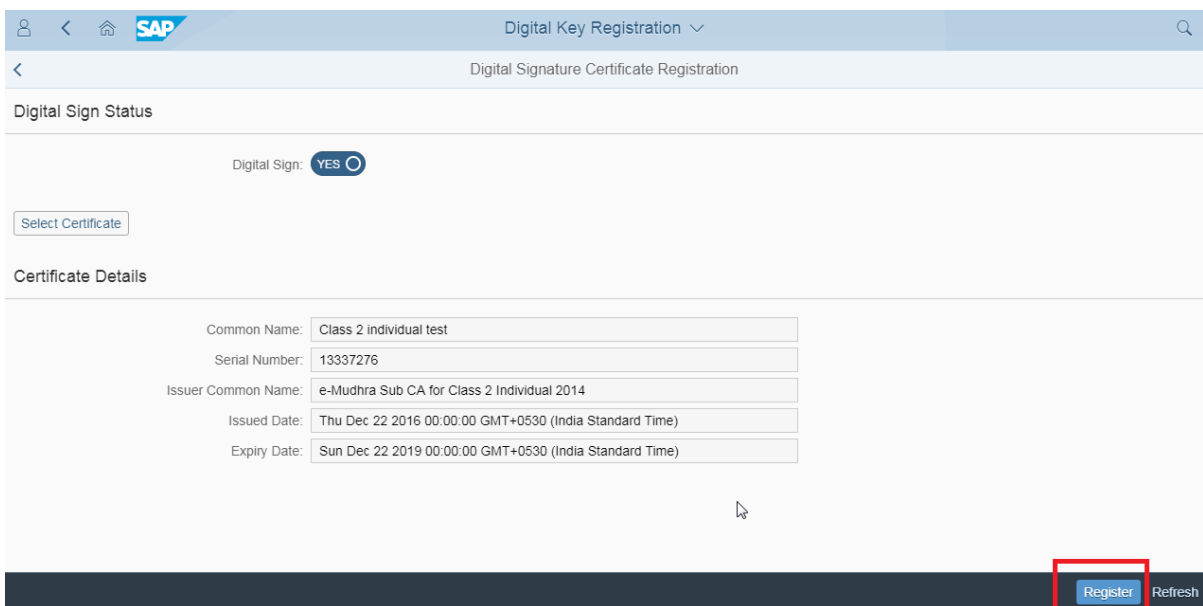 SAP Digital Key Registration
Digital Signature Certificate Registration
Digital Sign Status
Digital Sign: YES
Select Certificate
Certificate Details
Common Name: Class 2 individual test
Serial Number: 13337276
Issuer Common Name: e-Mudhra Sub CA for Class 2 Individual 2014
Issued Date: Thu Dec 22 2016 00:00:00 GMT+0530 (India Standard Time)
Expiry Date: Sun Dec 22 2019 00:00:00 GMT+0530 (India Standard Time)
Register Refresh